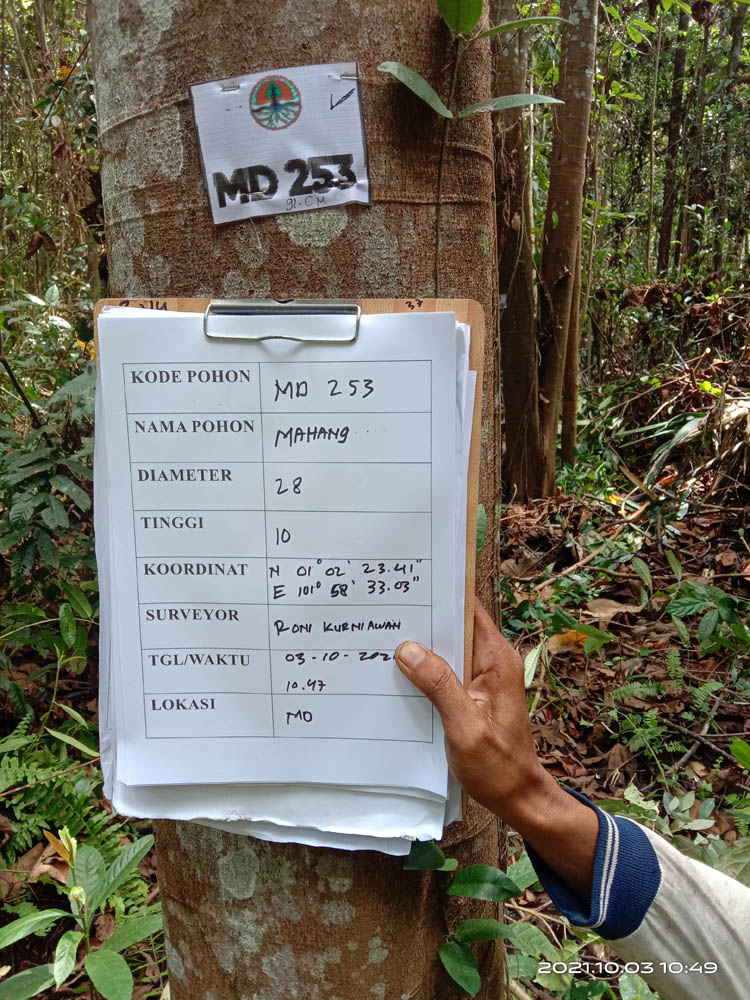 MD 253
91.CM
37
KODE POHON MD 253
NAMA POHON MAHANG
DIAMETER 28
TINGGI 10
KOORDINAT N 01° 02' 23.41"
E 101° 58' 33.03"
SURVEYOR RONI KURNIAWAN
TGL/WAKTU 03-10-202
10.47
LOKASI MD
2021.10.03 10:49